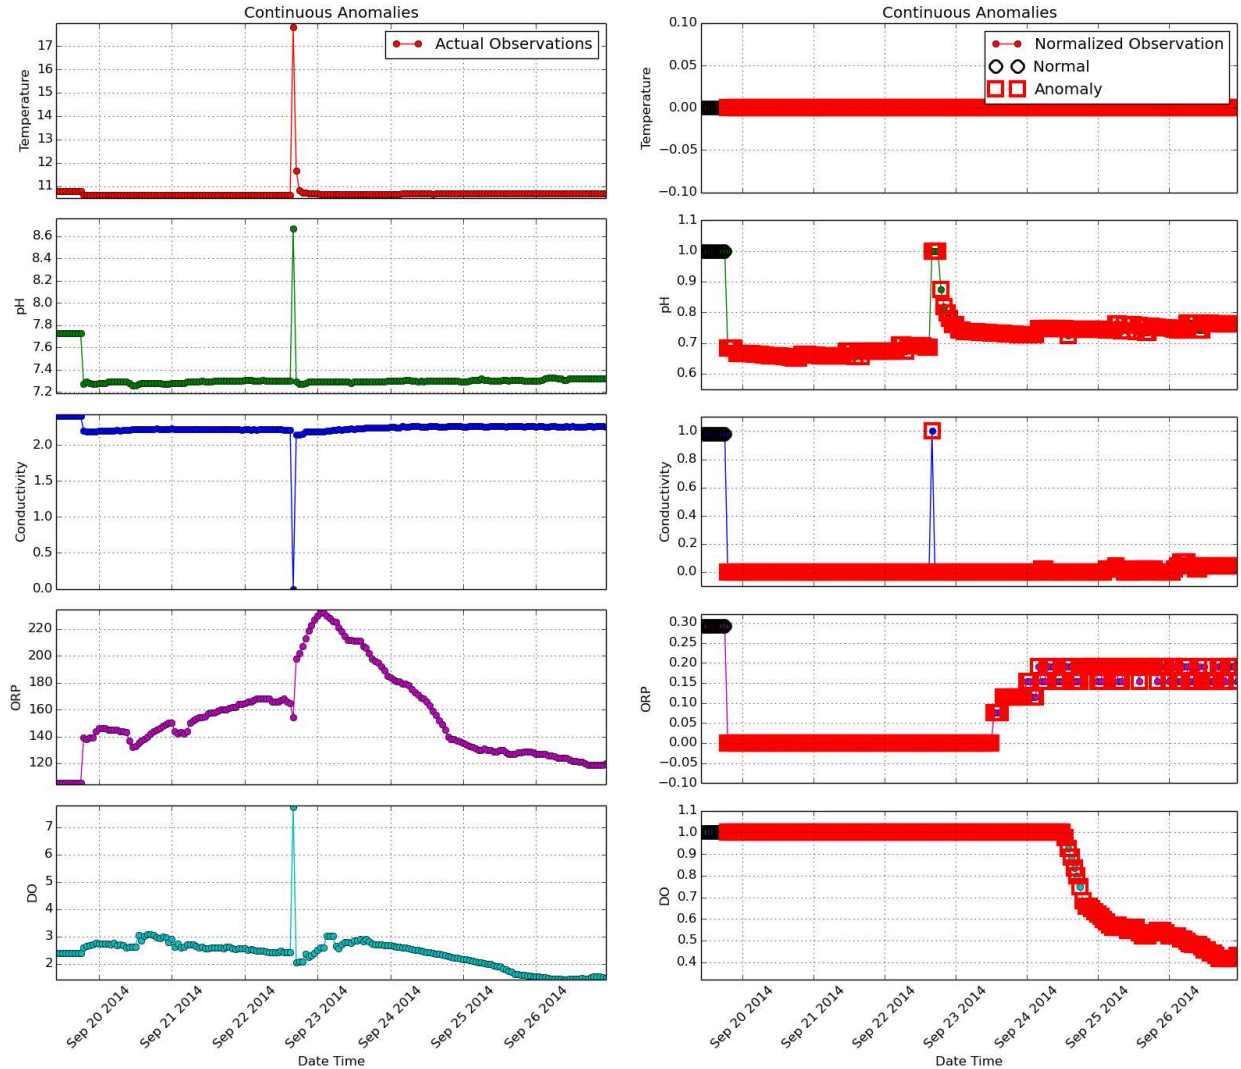 Continuous Anomalies
Actual Observations
Temperature
17
16
15
14
13
12
11
pH
8.6
8.4
8.2
8.0
7.8
7.6
7.4
7.2
Conductivity
2.0
1.5
1.0
0.5
0.0
ORP
220
200
180
160
140
120
DO
7
6
5
4
3
2
Sep 20 2014
Sep 21 2014
Sep 22 2014
Sep 23 2014
Sep 24 2014
Sep 25 2014
Sep 26 2014
Date Time
Continuous Anomalies
Normalized Observation
Normal
Anomaly
Temperature
0.10
0.05
0.00
−0.05
−0.10
pH
1.1
1.0
0.9
0.8
0.7
0.6
Conductivity
1.0
0.8
0.6
0.4
0.2
0.0
ORP
0.30
0.25
0.20
0.15
0.10
0.05
0.00
−0.05
−0.10
DO
1.1
1.0
0.9
0.8
0.7
0.6
0.5
0.4
Sep 20 2014
Sep 21 2014
Sep 22 2014
Sep 23 2014
Sep 24 2014
Sep 25 2014
Sep 26 2014
Date Time